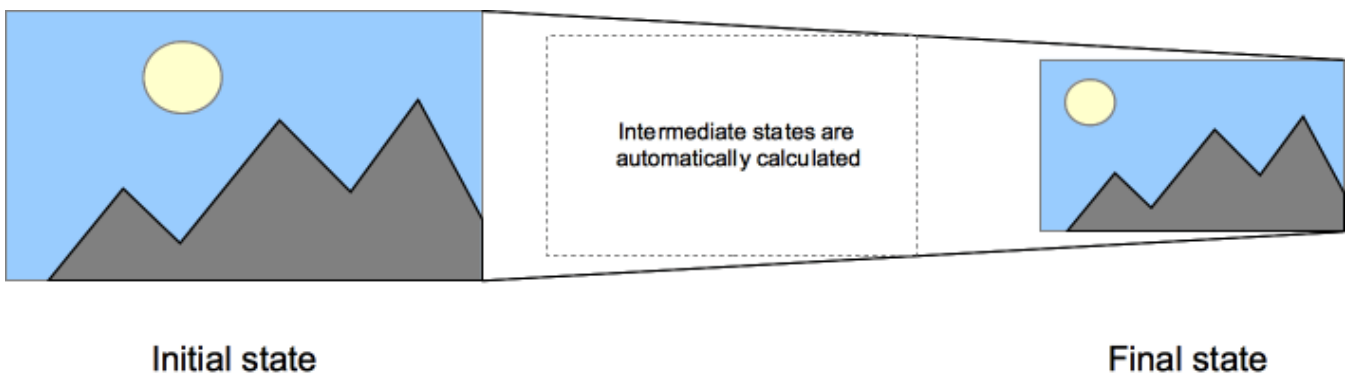 Intermediate states are
automatically calculated
Initial state
Final state